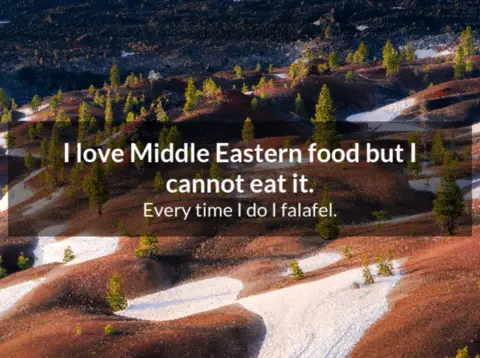 I love Middle Eastern food but I
cannot eat it.
Every time I do I falafel.